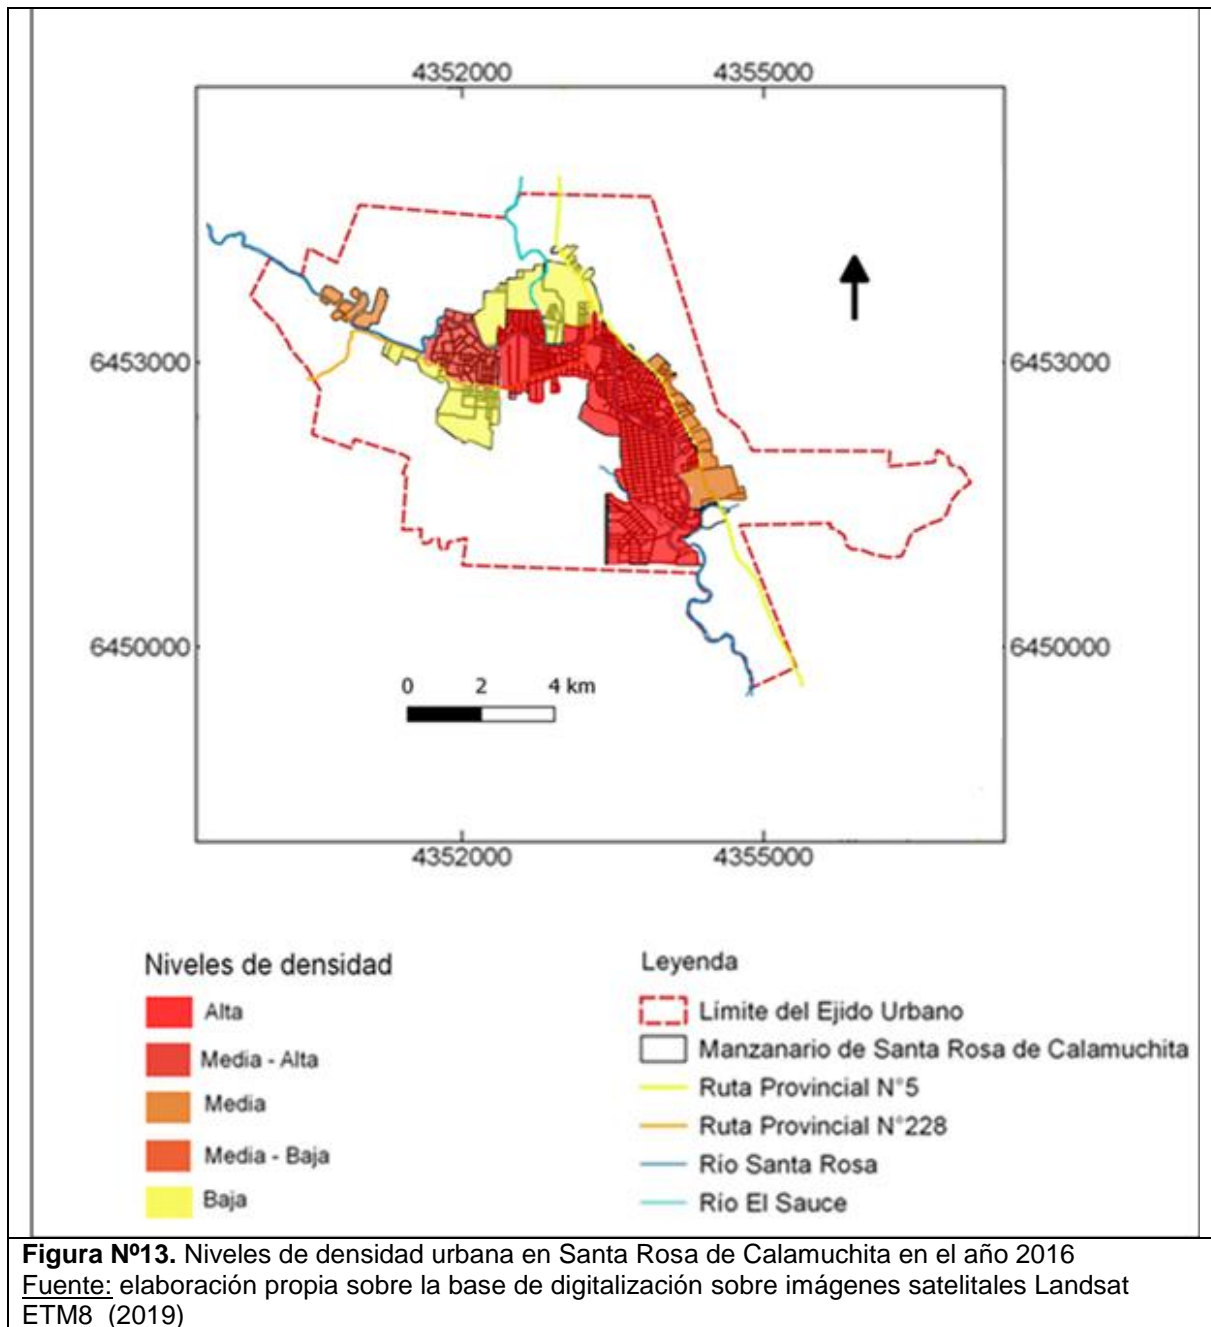 4352000 4355000
6453000 6453000
6450000 6450000
0 2 4 km
4352000 4355000
Niveles de densidad
Alta
Media - Alta
Media
Media - Baja
Baja
Leyenda
Límite del Ejido Urbano
Manzanario de Santa Rosa de Calamuchita
Ruta Provincial N°5
Ruta Provincial N°228
Río Santa Rosa
Río El Sauce
Figura Nº13. Niveles de densidad urbana en Santa Rosa de Calamuchita en el año 2016
Fuente: elaboración propia sobre la base de digitalización sobre imágenes satelitales Landsat
ETM8 (2019)